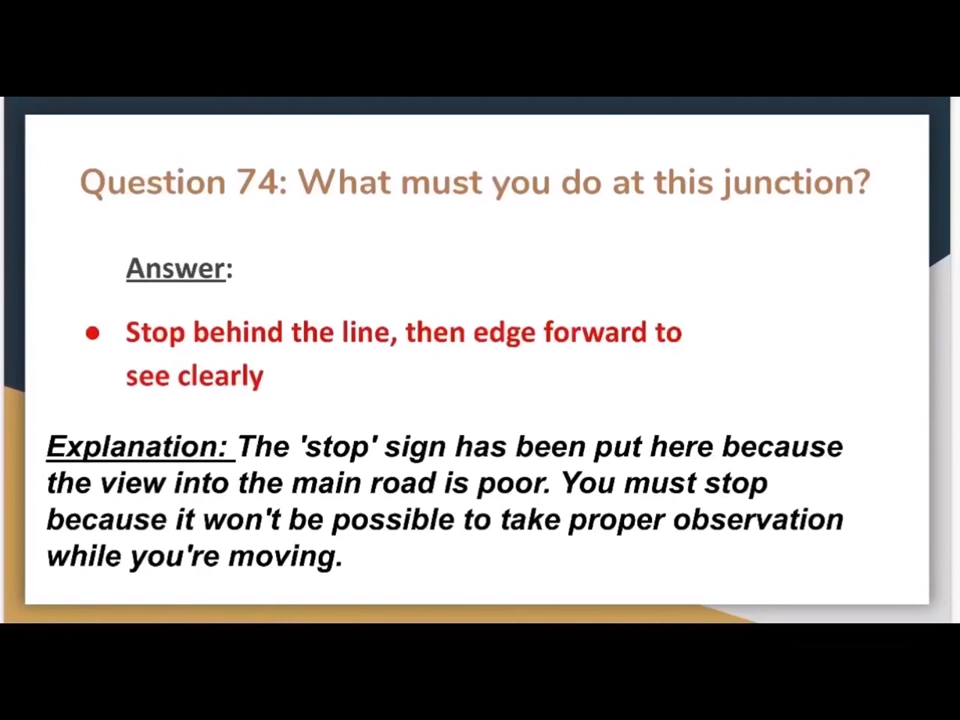 Question 74: What must you do at this junction?
Answer:
● Stop behind the line, then edge forward to
see clearly
Explanation: The 'stop' sign has been put here because
the view into the main road is poor. You must stop
because it won't be possible to take proper observation
while you're moving.